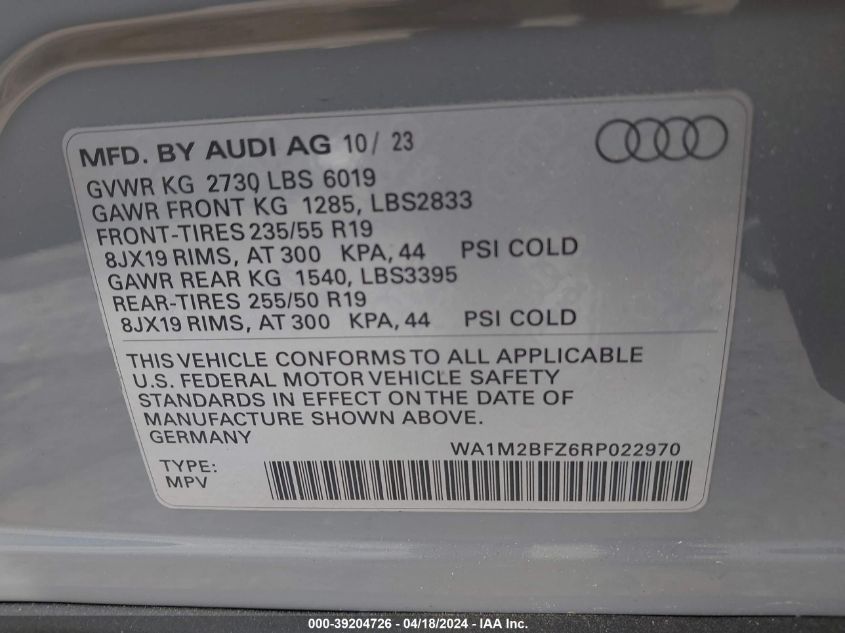 MFD. BY AUDI AG 10/ 23
GVWR KG 2730 LBS 6019
GAWR FRONT KG 1285, LBS2833
FRONT-TIRES 235/55 R19
8JX19 RIMS, AT 300 KPA, 44 PSI COLD
GAWR REAR KG 1540, LBS3395
REAR-TIRES 255/50 R19
8JX19 RIMS, AT 300 KPA, 44 PSI COLD
THIS VEHICLE CONFORMS TO ALL APPLICABLE
U.S. FEDERAL MOTOR VEHICLE SAFETY
STANDARDS IN EFFECT ON THE DATE OF
MANUFACTURE SHOWN ABOVE.
GERMANY
WA1M2BFZ6RP022970
TYPE:
MPV
000-39204726 - 04/18/2024 - IAA Inc.